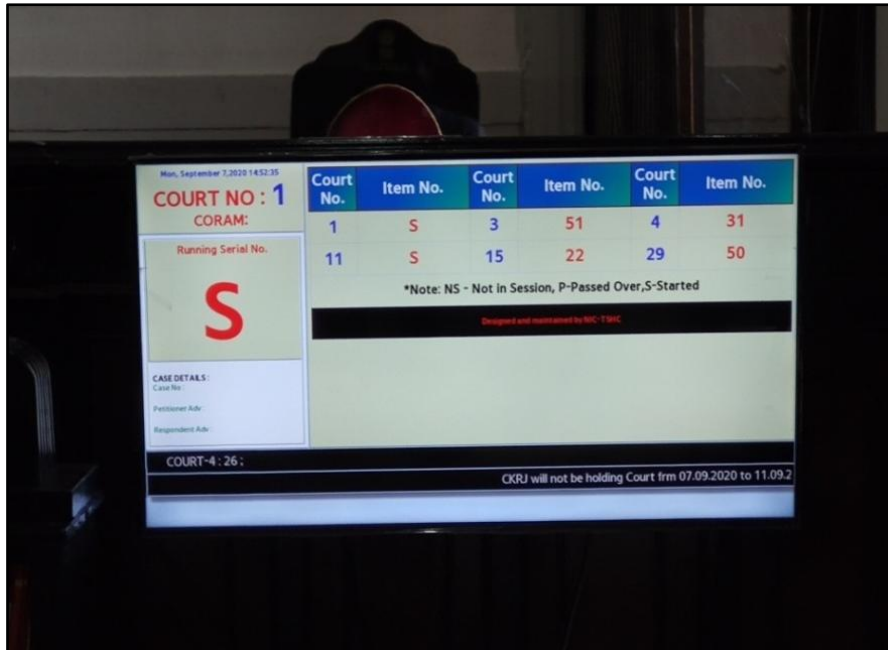 Mon, September 7,2020 14:52:35
COURT NO : 1
CORAM:
Running Serial No.
S
CASE DETAILS :
Case No :
Petitioner Adv :
Respondent Adv :
Court No. Item No. Court No. Item No. Court No. Item No.
1 S 3 51 4 31
11 S 15 22 29 50
*Note: NS - Not in Session, P-Passed Over,S-Started
Designed and maintained by NIC-TSHC
COURT-4 : 26 ;
CKRJ will not be holding Court frm 07.09.2020 to 11.09.2